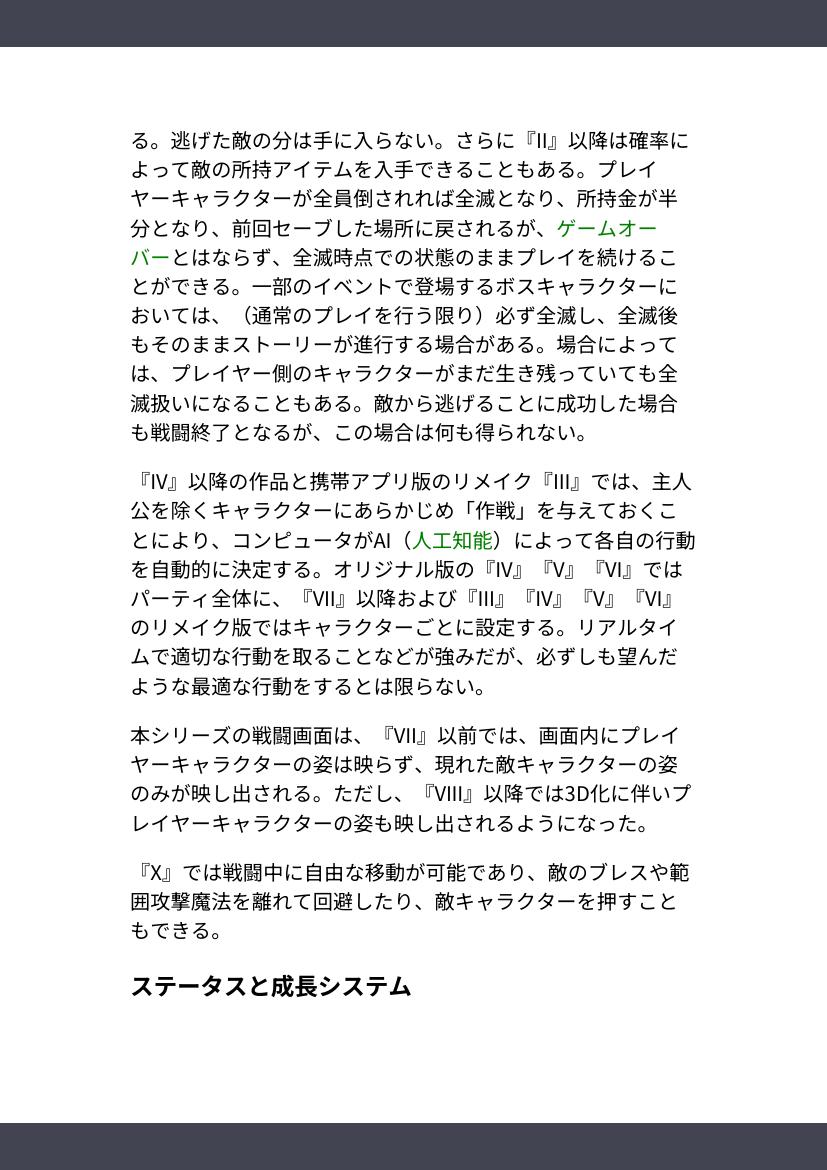 る。逃げた敵の分は手に入らない。さらに『II』以降は確率に
よって敵の所持アイテムを入手できることもある。プレイ
ヤーキャラクターが全員倒されれば全滅となり、所持金が半
分となり、前回セーブした場所に戻されるが、ゲームオー
バーとはならず、全滅時点での状態のままプレイを続けるこ
とができる。一部のイベントで登場するボスキャラクターに
おいては、（通常のプレイを行う限り）必ず全滅し、全滅後
もそのままストーリーが進行する場合がある。場合によって
は、プレイヤー側のキャラクターがまだ生き残っていても全
滅扱いになることもある。敵から逃げることに成功した場合
も戦闘終了となるが、この場合は何も得られない。
『IV』以降の作品と携帯アプリ版のリメイク『III』では、主人
公を除くキャラクターにあらかじめ「作戦」を与えておくこ
とにより、コンピュータがAI（人工知能）によって各自の行動
を自動的に決定する。オリジナル版の『IV』『V』『VI』では
パーティ全体に、『VII』以降および『III』『IV』『V』『VI』
のリメイク版ではキャラクターごとに設定する。リアルタイ
ムで適切な行動を取ることなどが強みだが、必ずしも望んだ
ような最適な行動をするとは限らない。
本シリーズの戦闘画面は、『VII』以前では、画面内にプレイ
ヤーキャラクターの姿は映らず、現れた敵キャラクターの姿
のみが映し出される。ただし、『VIII』以降では3D化に伴いプ
レイヤーキャラクターの姿も映し出されるようになった。
『X』では戦闘中に自由な移動が可能であり、敵のブレスや範
囲攻撃魔法を離れて回避したり、敵キャラクターを押すこと
もできる。
ステータスと成長システム